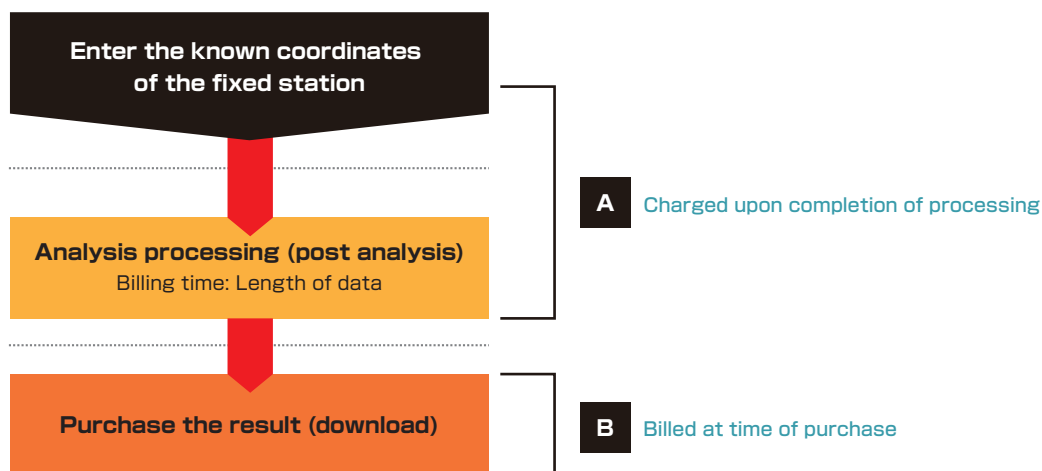 Enter the known coordinates
of the fixed station
A Charged upon completion of processing
Analysis processing (post analysis)
Billing time: Length of data
Purchase the result (download)
B Billed at time of purchase